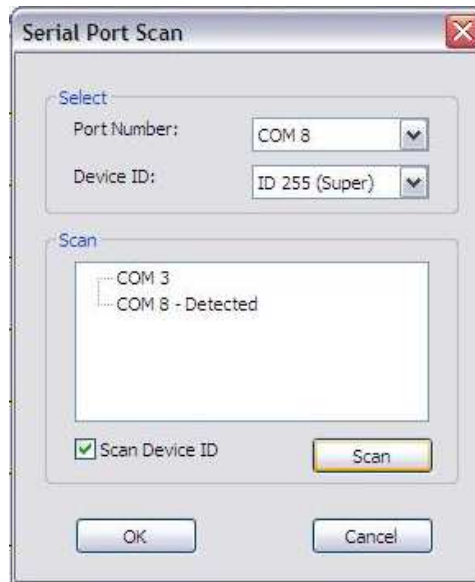 Serial Port Scan
Select
Port Number:
COM 8
Device ID:
ID 255 (Super)
Scan
COM 3
COM 8 - Detected
Scan Device ID
Scan
OK
Cancel